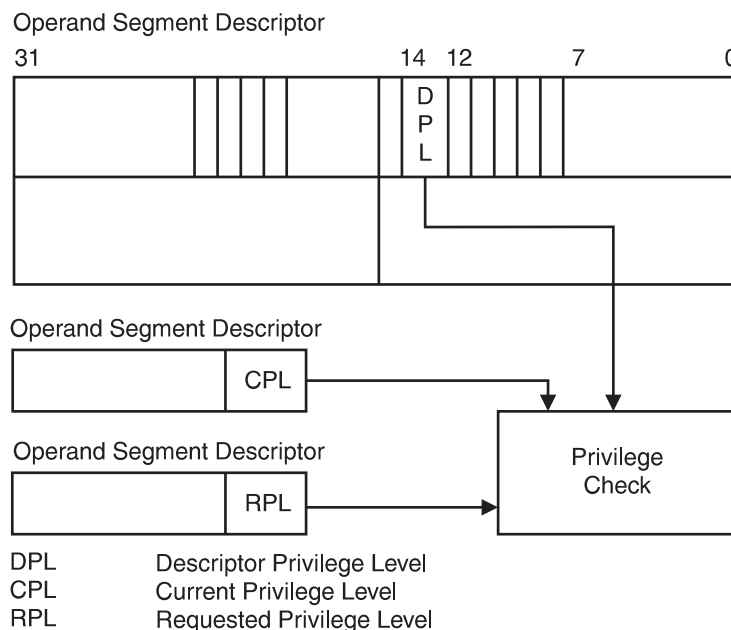 Operand Segment Descriptor
31 14 12 7 0
D
P
L
Operand Segment Descriptor
CPL
Operand Segment Descriptor
RPL
Privilege
Check
DPL Descriptor Privilege Level
CPL Current Privilege Level
RPL Requested Privilege Level